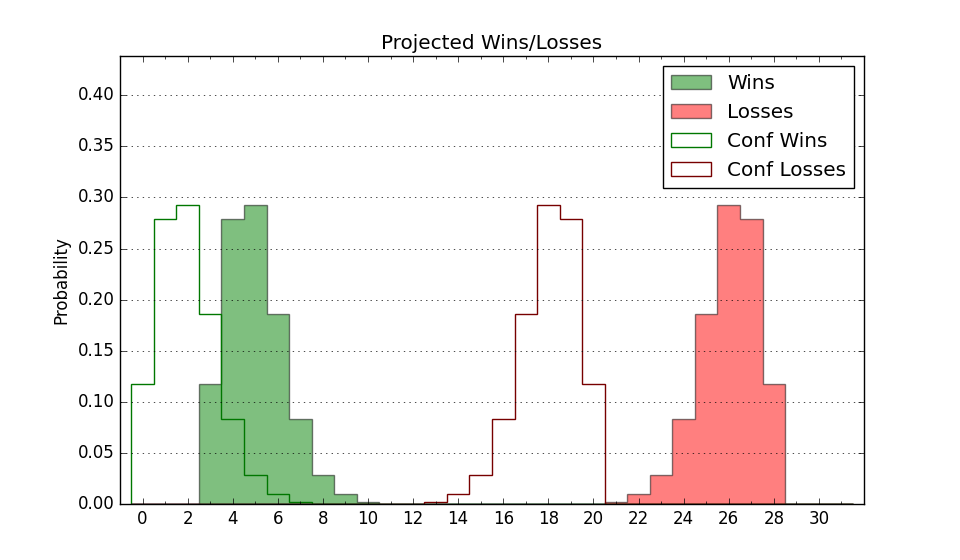 Projected Wins/Losses
Wins
Losses
Conf Wins
Conf Losses
Probability
0.40
0.35
0.30
0.25
0.20
0.15
0.10
0.05
0.00
0 2 4 6 8 10 12 14 16 18 20 22 24 26 28 30